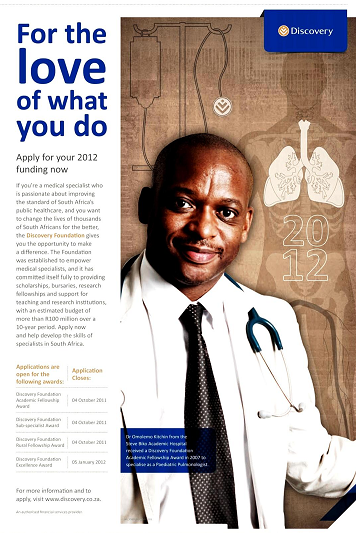 For the
love
of what
you do
Discovery
Apply for your 2012
funding now
If you're a medical specialist who
is passionate about improving
the standard of South Africa's
public healthcare, and you want
to change the lives of thousands
of South Africans for the better,
the Discovery Foundation gives
you the opportunity to make
a difference. The Foundation
was established to empower
medical specialists, and it has
committed itself fully to providing
scholarships, bursaries, research
fellowships and support for
teaching and research institutions,
with an estimated budget of
more than R100 million over a
10-year period. Apply now
and help develop the skills of
specialists in South Africa.
20
12
Applications are
open for the
following awards:
Application
Closes:
Discovery Foundation
Academic Fellowship
Award
04 October 2011
Discovery Foundation
Sub-specialist Award
04 October 2011
Discovery Foundation
Rural Fellowship Award
04 October 2011
Discovery Foundation
Excellence Award
05 January 2012
Dr Omolemo Kitchin from the
Steve Biko Academic Hospital
received a Discovery Foundation
Academic Fellowship Award in 2007 to
specialise as a Paediatric Pulmonologist.
For more information and to
apply, visit www.discovery.co.za.
An authorised financial services provider